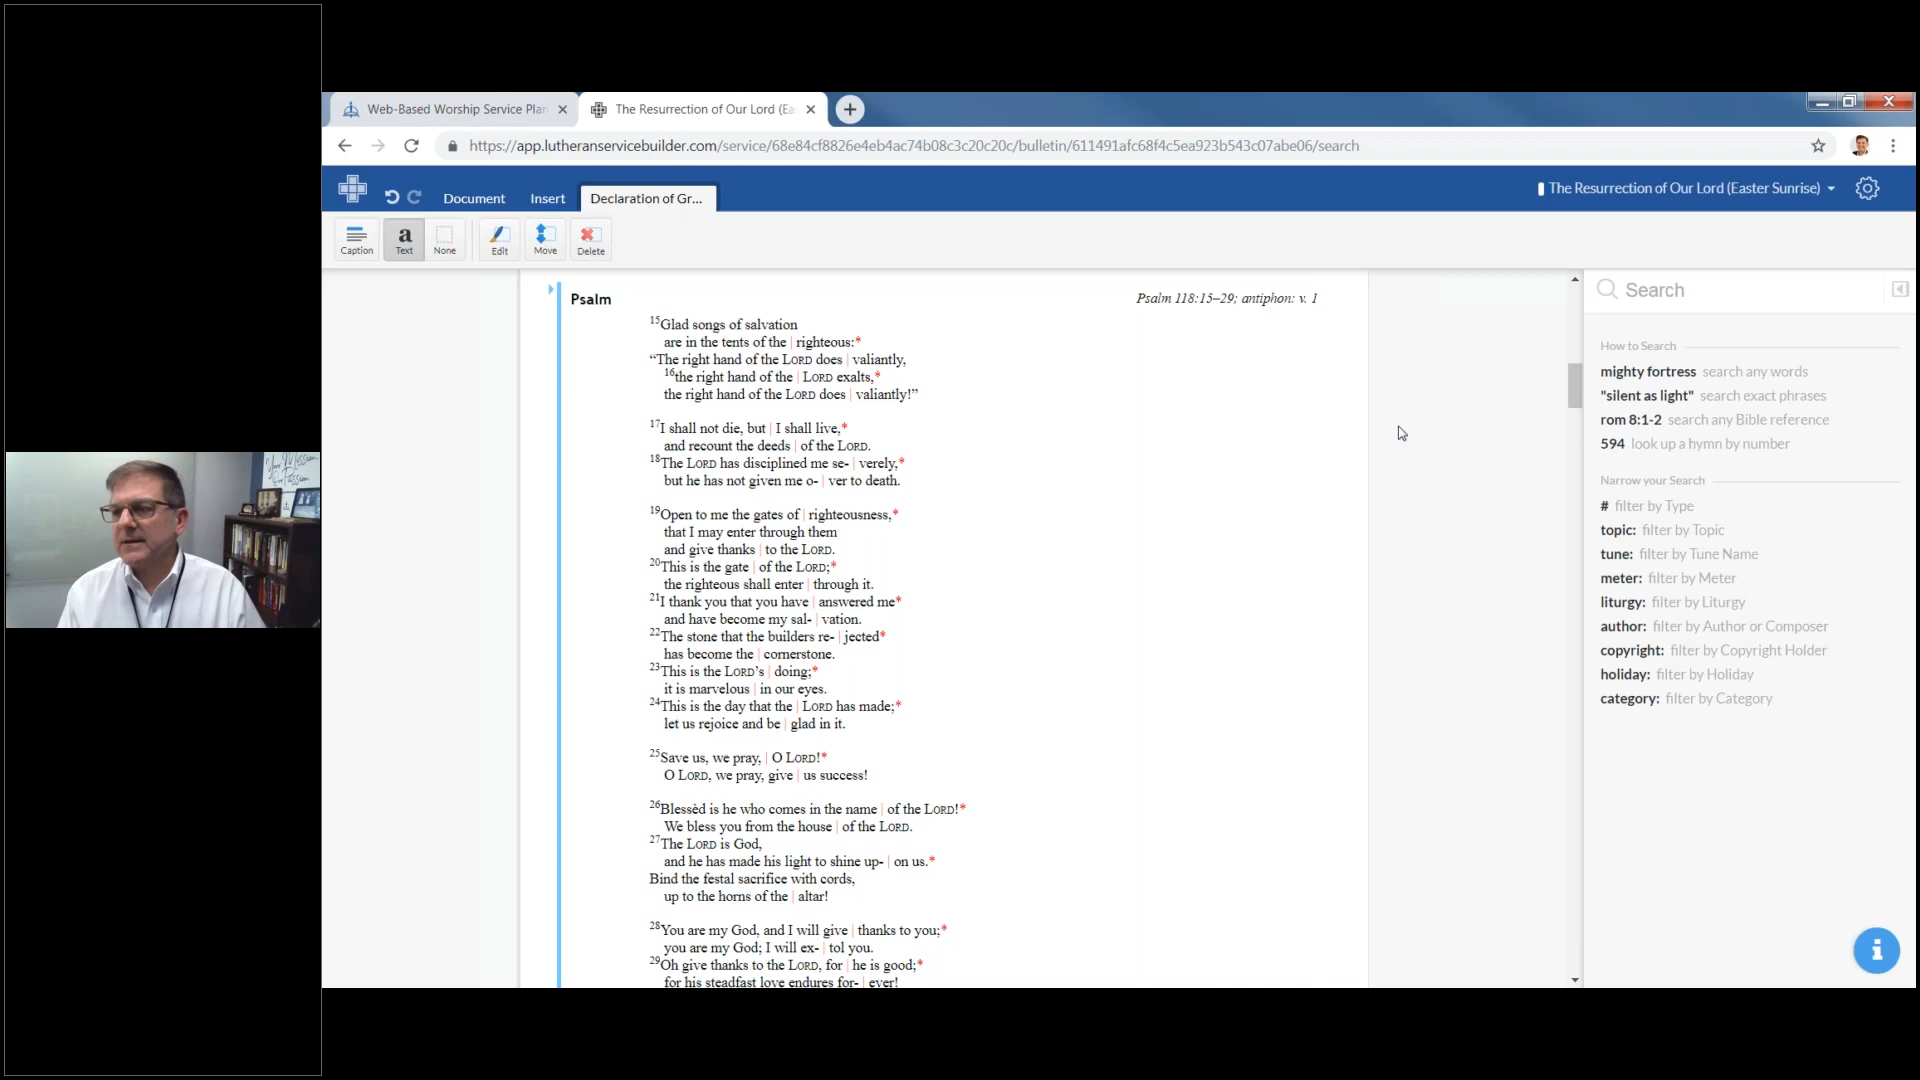 Web-Based Worship Service Plan
The Resurrection of Our Lord (Ea
https://app.lutheranservicebuilder.com/service/68e84cf8826e4eb4ac74b08c3c20c20c/bulletin/611491afc68f4c5ea923b543c07abe06/search
Document Insert Declaration of Gr...
The Resurrection of Our Lord (Easter Sunrise)
Caption Text None Edit Move Delete
Psalm Psalm 118:15–29; antiphon: v. 1
15Glad songs of salvation
are in the tents of the | righteous:*
“The right hand of the LORD does | valiantly,
16the right hand of the | LORD exalts,*
the right hand of the LORD does | valiantly!”
17I shall not die, but | I shall live,*
and recount the deeds | of the LORD.
18The LORD has disciplined me se- | verely,*
but he has not given me o- | ver to death.
19Open to me the gates of | righteousness,*
that I may enter through them
and give thanks | to the LORD.
20This is the gate | of the LORD;*
the righteous shall enter | through it.
21I thank you that you have | answered me*
and have become my sal- | vation.
22The stone that the builders re- | jected*
has become the | cornerstone.
23This is the LORD’s | doing;*
it is marvelous | in our eyes.
24This is the day that the | LORD has made;*
let us rejoice and be | glad in it.
25Save us, we pray, | O LORD!*
O LORD, we pray, give | us success!
26Blessèd is he who comes in the name | of the LORD!*
We bless you from the house | of the LORD.
27The LORD is God,
and he has made his light to shine up- | on us.*
Bind the festal sacrifice with cords,
up to the horns of the | altar!
28You are my God, and I will give | thanks to you;*
you are my God; I will ex- | tol you.
29Oh give thanks to the LORD, for | he is good;*
for his steadfast love endures for- | ever!
Search
How to Search
mighty fortress search any words
"silent as light" search exact phrases
rom 8:1-2 search any Bible reference
594 look up a hymn by number
Narrow your Search
# filter by Type
topic: filter by Topic
tune: filter by Tune Name
meter: filter by Meter
liturgy: filter by Liturgy
author: filter by Author or Composer
copyright: filter by Copyright Holder
holiday: filter by Holiday
category: filter by Category
Your Mission
Our Passion